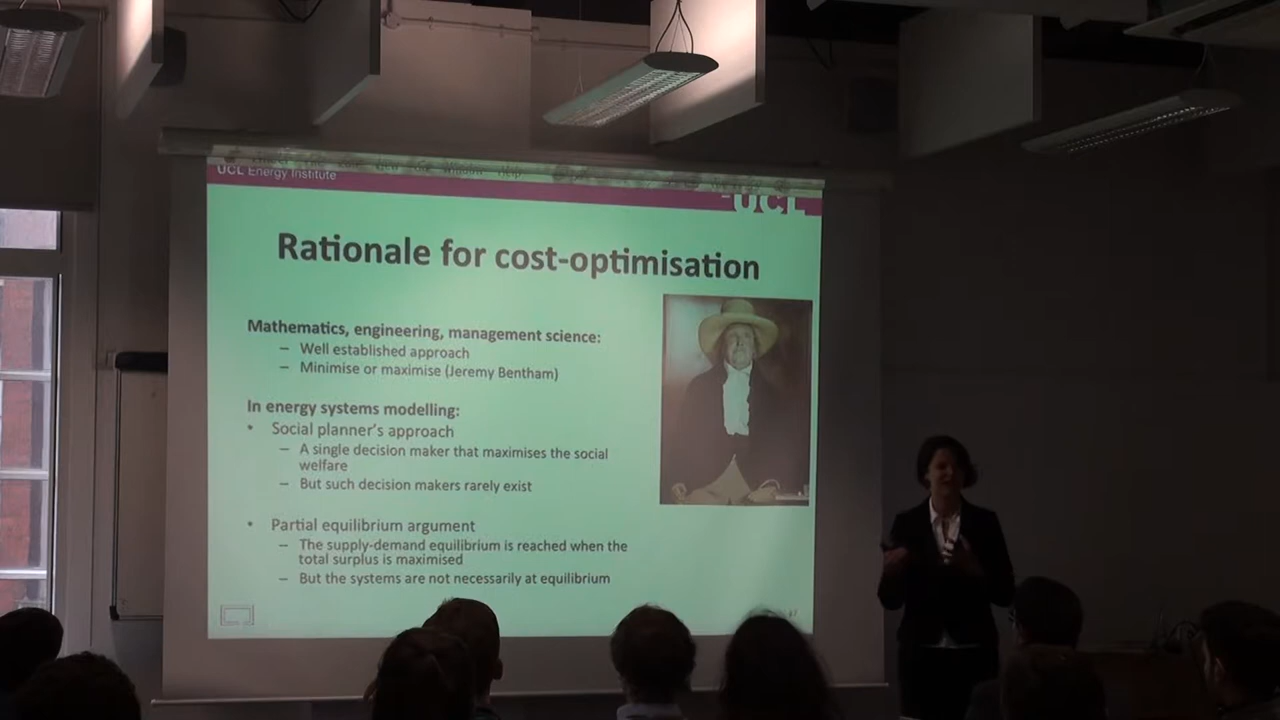 Window Help
UCL Energy Institute
UCL
Rationale for cost-optimisation
Mathematics, engineering, management science:
– Well established approach
– Minimise or maximise (Jeremy Bentham)
In energy systems modelling:
• Social planner's approach
– A single decision maker that maximises the social
welfare
– But such decision makers rarely exist
• Partial equilibrium argument
– The supply-demand equilibrium is reached when the
total surplus is maximised
– But the systems are not necessarily at equilibrium